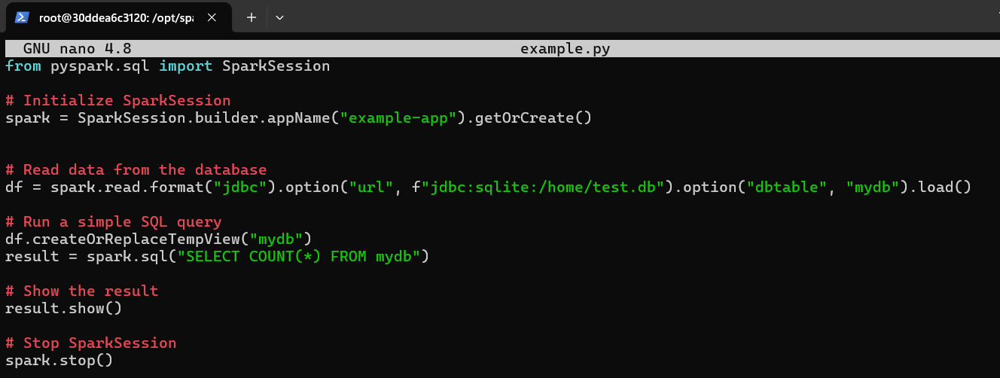 root@30ddea6c3120: /opt/spa
GNU nano 4.8 example.py
from pyspark.sql import SparkSession
# Initialize SparkSession
spark = SparkSession.builder.appName("example-app").getOrCreate()
# Read data from the database
df = spark.read.format("jdbc").option("url", f"jdbc:sqlite:/home/test.db").option("dbtable", "mydb").load()
# Run a simple SQL query
df.createOrReplaceTempView("mydb")
result = spark.sql("SELECT COUNT(*) FROM mydb")
# Show the result
result.show()
# Stop SparkSession
spark.stop()